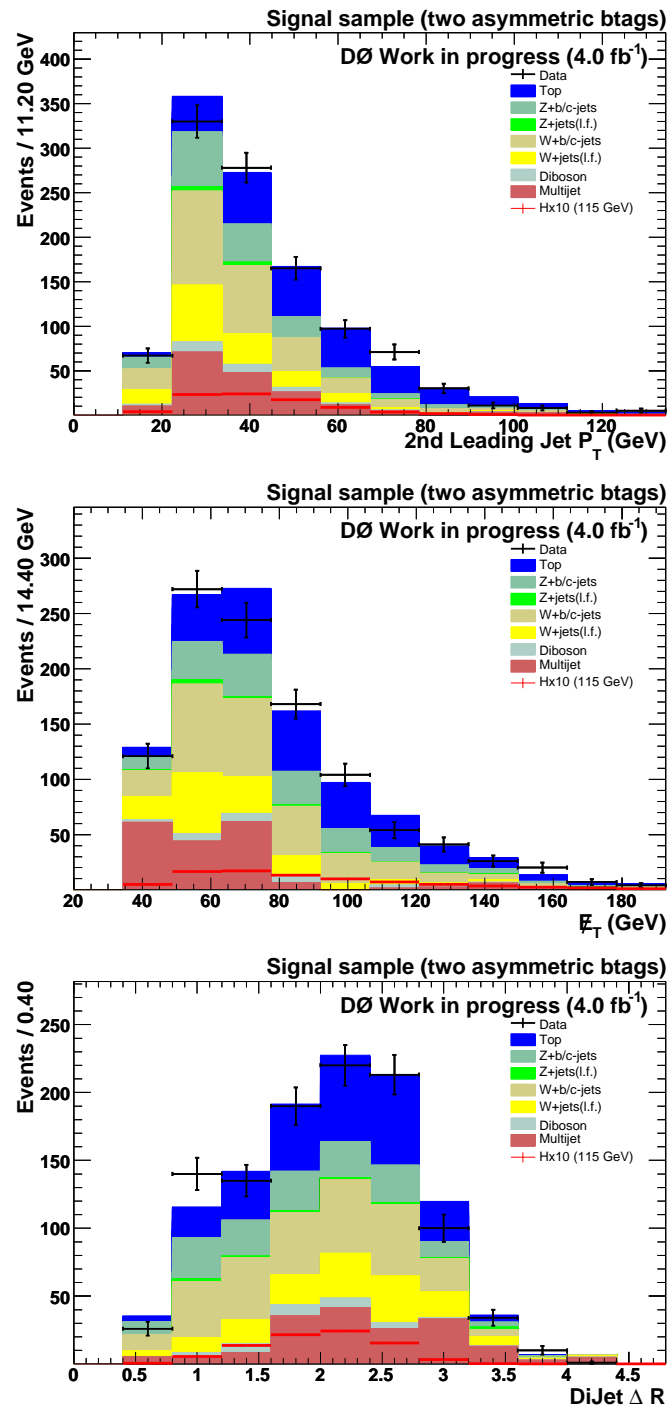 Signal sample (two asymmetric btags)
DØ Work in progress (4.0 fb-1)
Data
Top
Z+b/c-jets
Z+jets(l.f.)
W+b/c-jets
W+jets(l.f.)
Diboson
Multijet
Hx10 (115 GeV)
Events / 11.20 GeV
400
350
300
250
200
150
100
50
0 20 40 60 80 100 120
2nd Leading Jet PT (GeV)
Signal sample (two asymmetric btags)
DØ Work in progress (4.0 fb-1)
Data
Top
Z+b/c-jets
Z+jets(l.f.)
W+b/c-jets
W+jets(l.f.)
Diboson
Multijet
Hx10 (115 GeV)
Events / 14.40 GeV
300
250
200
150
100
50
0
20 40 60 80 100 120 140 160 180
ET (GeV)
Signal sample (two asymmetric btags)
DØ Work in progress (4.0 fb-1)
Data
Top
Z+b/c-jets
Z+jets(l.f.)
W+b/c-jets
W+jets(l.f.)
Diboson
Multijet
Hx10 (115 GeV)
Events / 0.40
250
200
150
100
50
0
0 0.5 1 1.5 2 2.5 3 3.5 4 4.5
DiJet Δ R